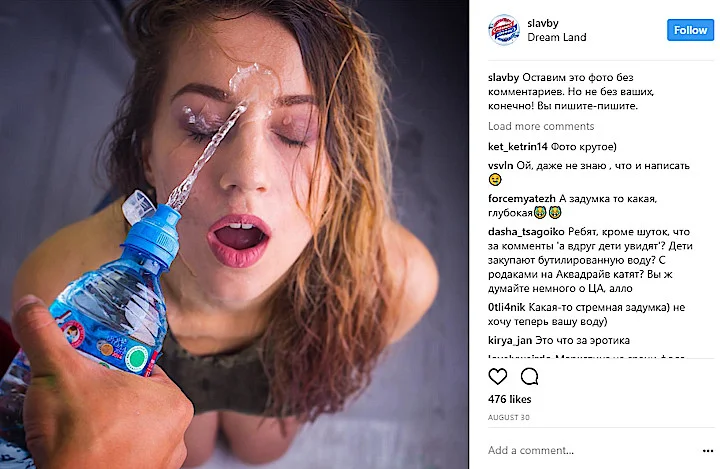 slavby
Dream Land
Follow
slavby Оставим это фото без
комментариев. Но не без ваших,
конечно! Вы пишите-пишите.
Load more comments
ket_ketrin14 Фото крутое)
vsvln Ой, даже не знаю , что и написать
forcemyatezh А задумка то какая,
глубокая
dasha_tsagoiko Ребят, кроме шуток, что
за комменты 'а вдруг дети увидят'? Дети
закупают бутилированную воду? С
родаками на Аквадрайв катят? Вы ж
думайте немного о ЦА, алло
0tli4nik Какая-то стремная задумка) не
хочу теперь вашу воду)
kirya_jan Это что за эротика
476 likes
AUGUST 30
Add a comment...